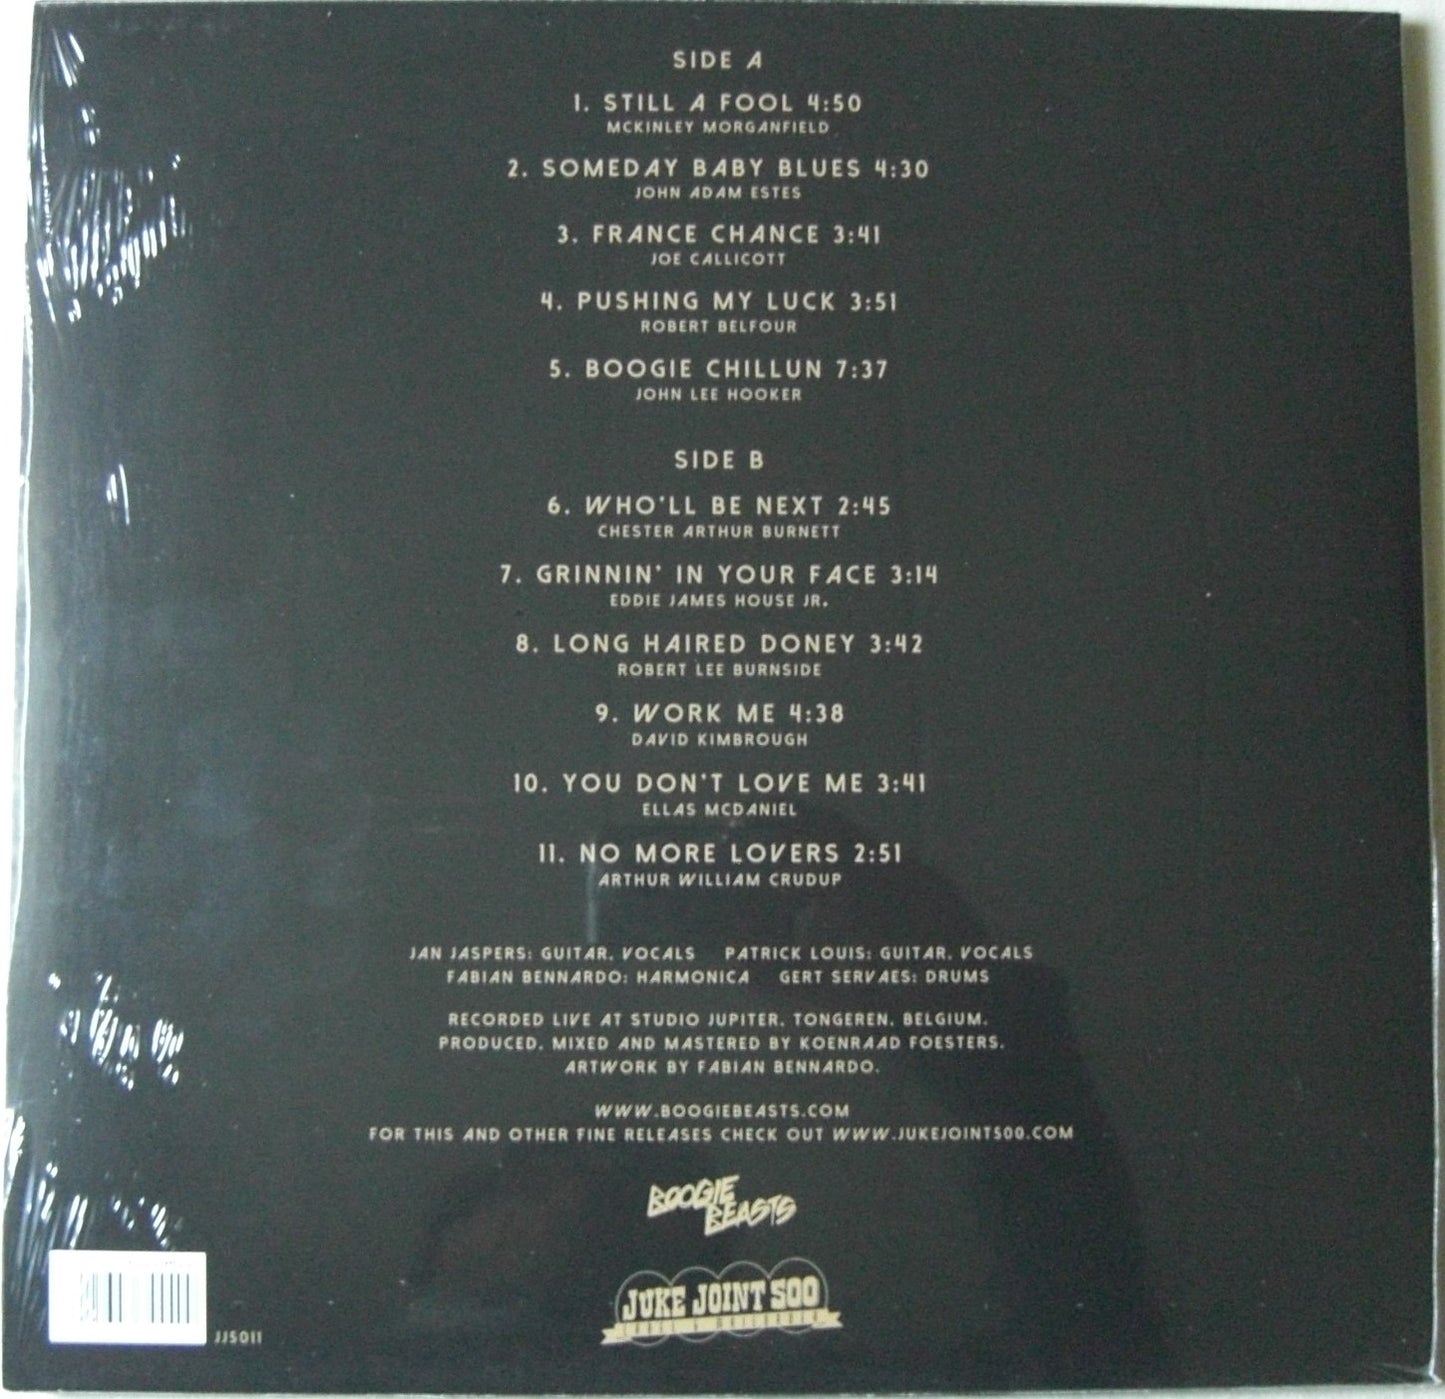 SIDE A
1. STILL A FOOL 4:50
MCKINLEY MORGANFIELD
2. SOMEDAY BABY BLUES 4:30
JOHN ADAM ESTES
3. FRANCE CHANCE 3:41
JOE CALLICOTT
4. PUSHING MY LUCK 3:51
ROBERT BELFOUR
5. BOOGIE CHILLUN 7:37
JOHN LEE HOOKER
SIDE B
6. WHO'LL BE NEXT 2:45
CHESTER ARTHUR BURNETT
7. GRINNIN' IN YOUR FACE 3:14
EDDIE JAMES HOUSE JR.
8. LONG HAIRED DONEY 3:42
ROBERT LEE BURNSIDE
9. WORK ME 4:38
DAVID KIMBROUGH
10. YOU DON'T LOVE ME 3:41
ELLAS MCDANIEL
11. NO MORE LOVERS 2:51
ARTHUR WILLIAM CRUDUP
JAN JASPERS: GUITAR, VOCALS PATRICK LOUIS: GUITAR, VOCALS
FABIAN BENNARDO: HARMONICA GERT SERVAES: DRUMS
RECORDED LIVE AT STUDIO JUPITER, TONGEREN, BELGIUM.
PRODUCED, MIXED AND MASTERED BY KOENRAAD FOESTERS.
ARTWORK BY FABIAN BENNARDO.
WWW.BOOGIEBEASTS.COM
FOR THIS AND OTHER FINE RELEASES CHECK OUT WWW.JUKEJOINT500.COM
BOOGIE
BEASTS
JUKE JOINT 500
JJ5011